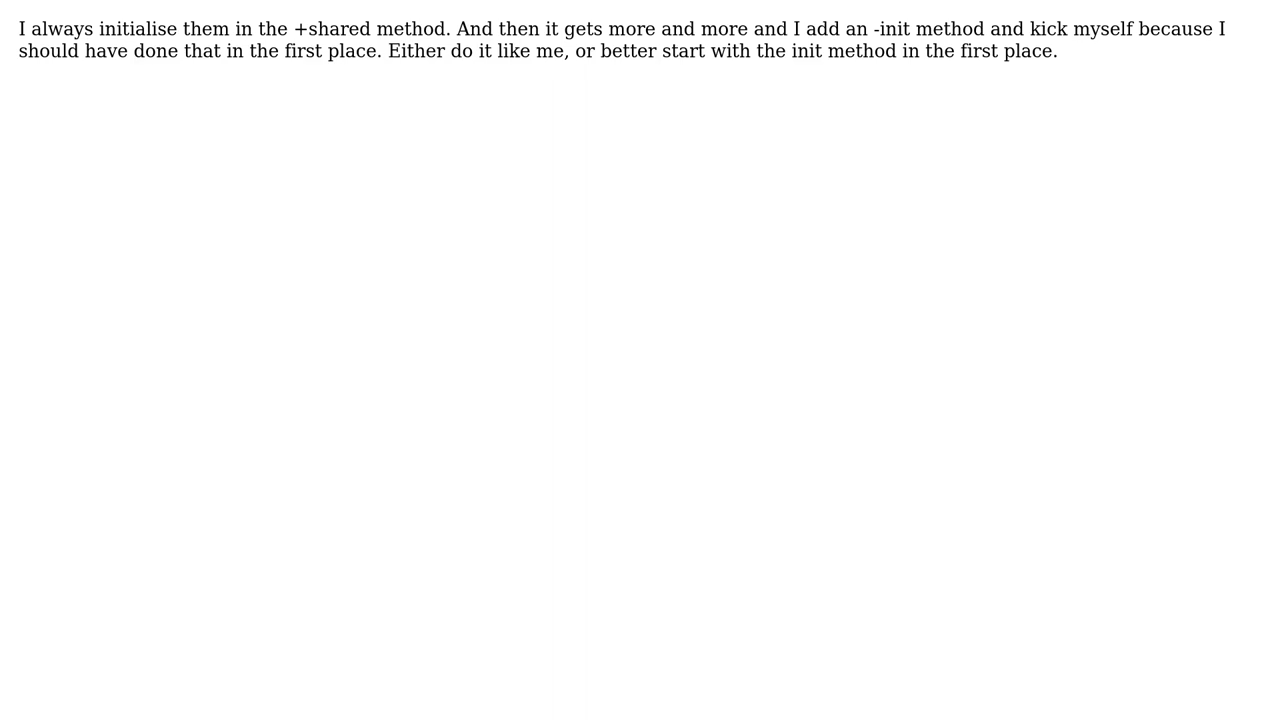 I always initialise them in the +shared method. And then it gets more and more and I add an -init method and kick myself because I
should have done that in the first place. Either do it like me, or better start with the init method in the first place.